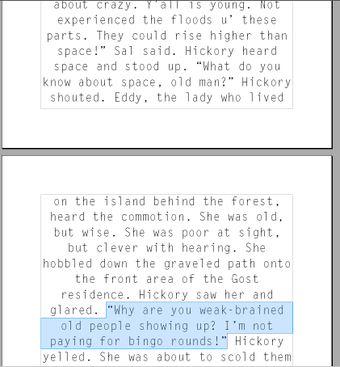 about crazy. Y'all is young. Not
experienced the floods u' these
parts. They could rise higher than
space!” Sal said. Hickory heard
space and stood up. “What do you
know about space, old man?” Hickory
shouted. Eddy, the lady who lived
on the island behind the forest,
heard the commotion. She was old,
but wise. She was poor at sight,
but clever with hearing. She
hobbled down the graveled path onto
the front area of the Gost
residence. Hickory saw her and
glared. “Why are you weak-brained
old people showing up? I'm not
paying for bingo rounds!” Hickory
yelled. She was about to scold them